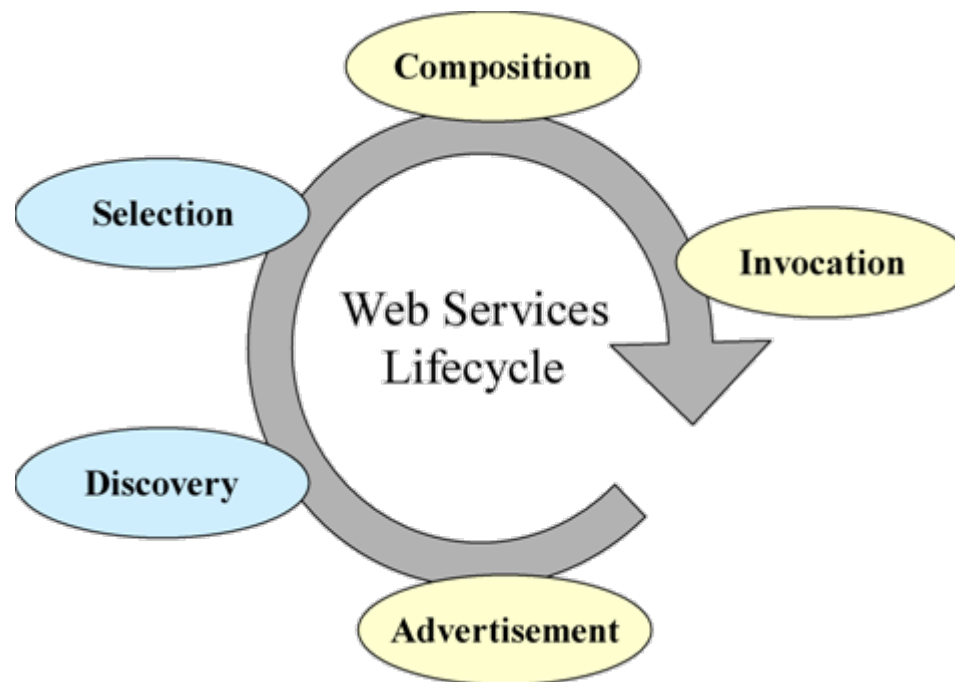 Composition
Selection
Invocation
Web Services
Lifecycle
Discovery
Advertisement